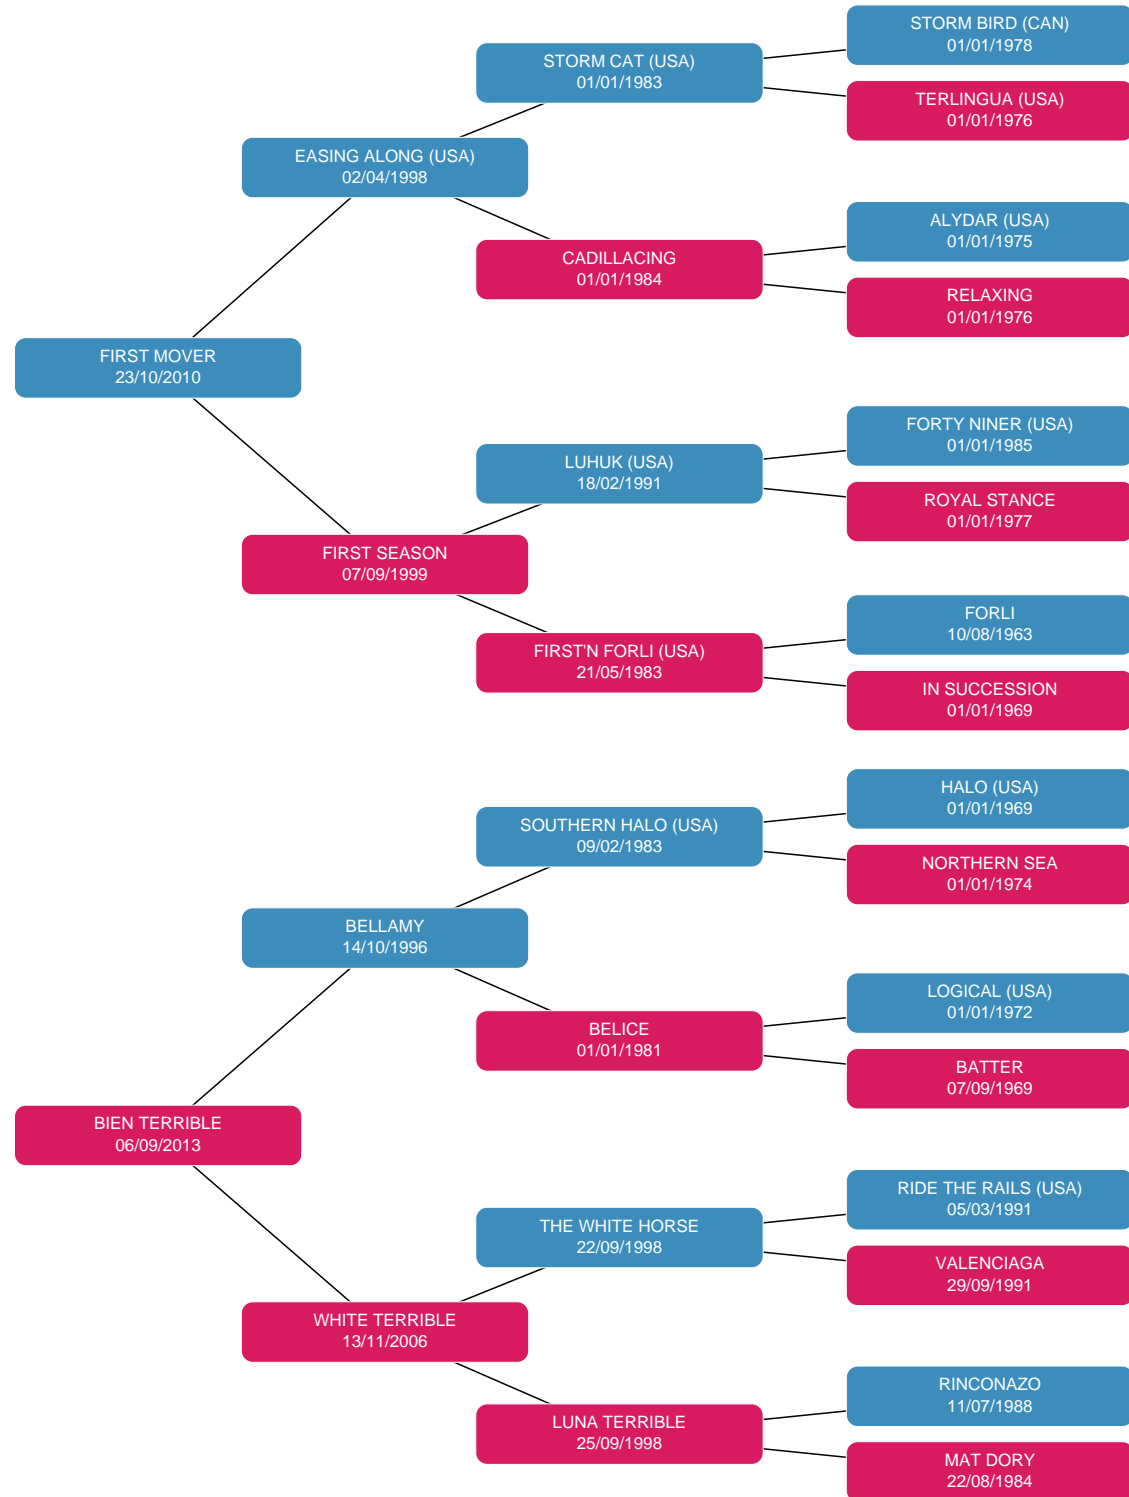 STORM BIRD (CAN)
01/01/1978
STORM CAT (USA)
01/01/1983
TERLINGUA (USA)
01/01/1976
EASING ALONG (USA)
02/04/1998
ALYDAR (USA)
01/01/1975
CADILLACING
01/01/1984
RELAXING
01/01/1976
FIRST MOVER
23/10/2010
FORTY NINER (USA)
01/01/1985
LUHUK (USA)
18/02/1991
ROYAL STANCE
01/01/1977
FIRST SEASON
07/09/1999
FORLI
10/08/1963
FIRST'N FORLI (USA)
21/05/1983
IN SUCCESSION
01/01/1969
HALO (USA)
01/01/1969
SOUTHERN HALO (USA)
09/02/1983
NORTHERN SEA
01/01/1974
BELLAMY
14/10/1996
LOGICAL (USA)
01/01/1972
BELICE
01/01/1981
BATTER
07/09/1969
BIEN TERRIBLE
06/09/2013
RIDE THE RAILS (USA)
05/03/1991
THE WHITE HORSE
22/09/1998
VALENCIAGA
29/09/1991
WHITE TERRIBLE
13/11/2006
RINCONAZO
11/07/1988
LUNA TERRIBLE
25/09/1998
MAT DORY
22/08/1984